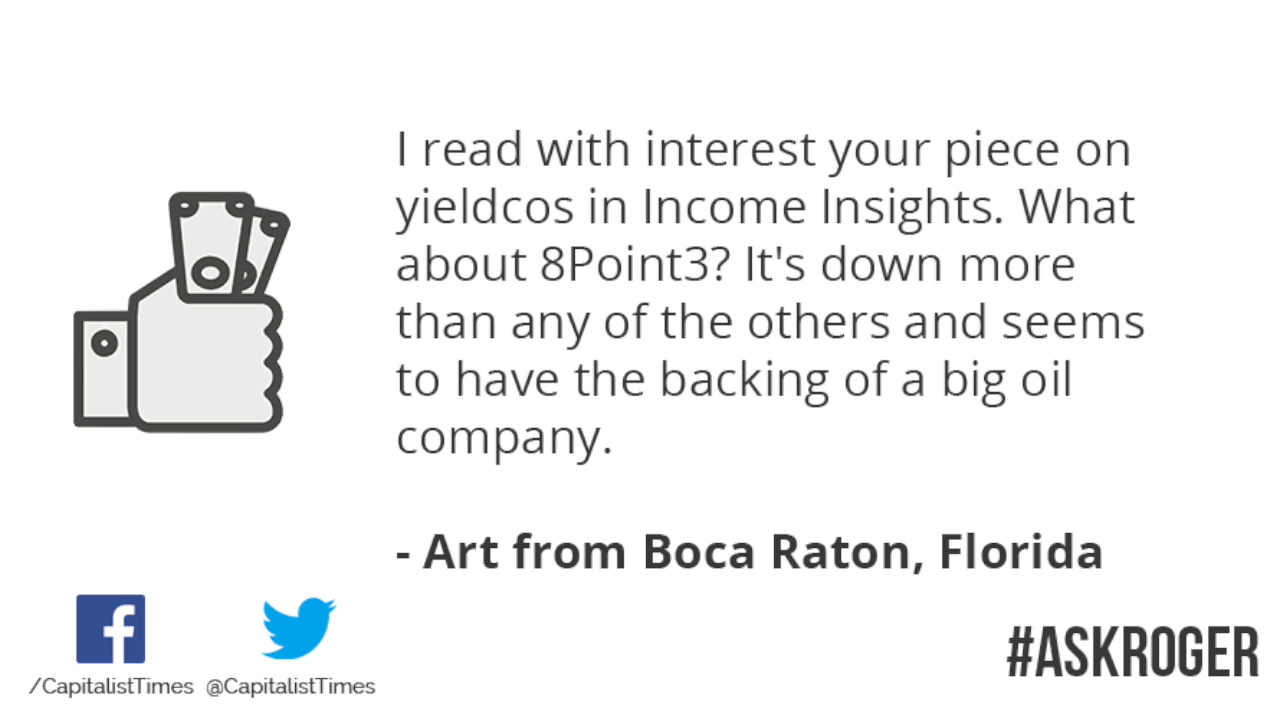 I read with interest your piece on
yieldcos in Income Insights. What
about 8Point3? It's down more
than any of the others and seems
to have the backing of a big oil
company.
- Art from Boca Raton, Florida
/CapitalistTimes @CapitalistTimes
#ASKROGER